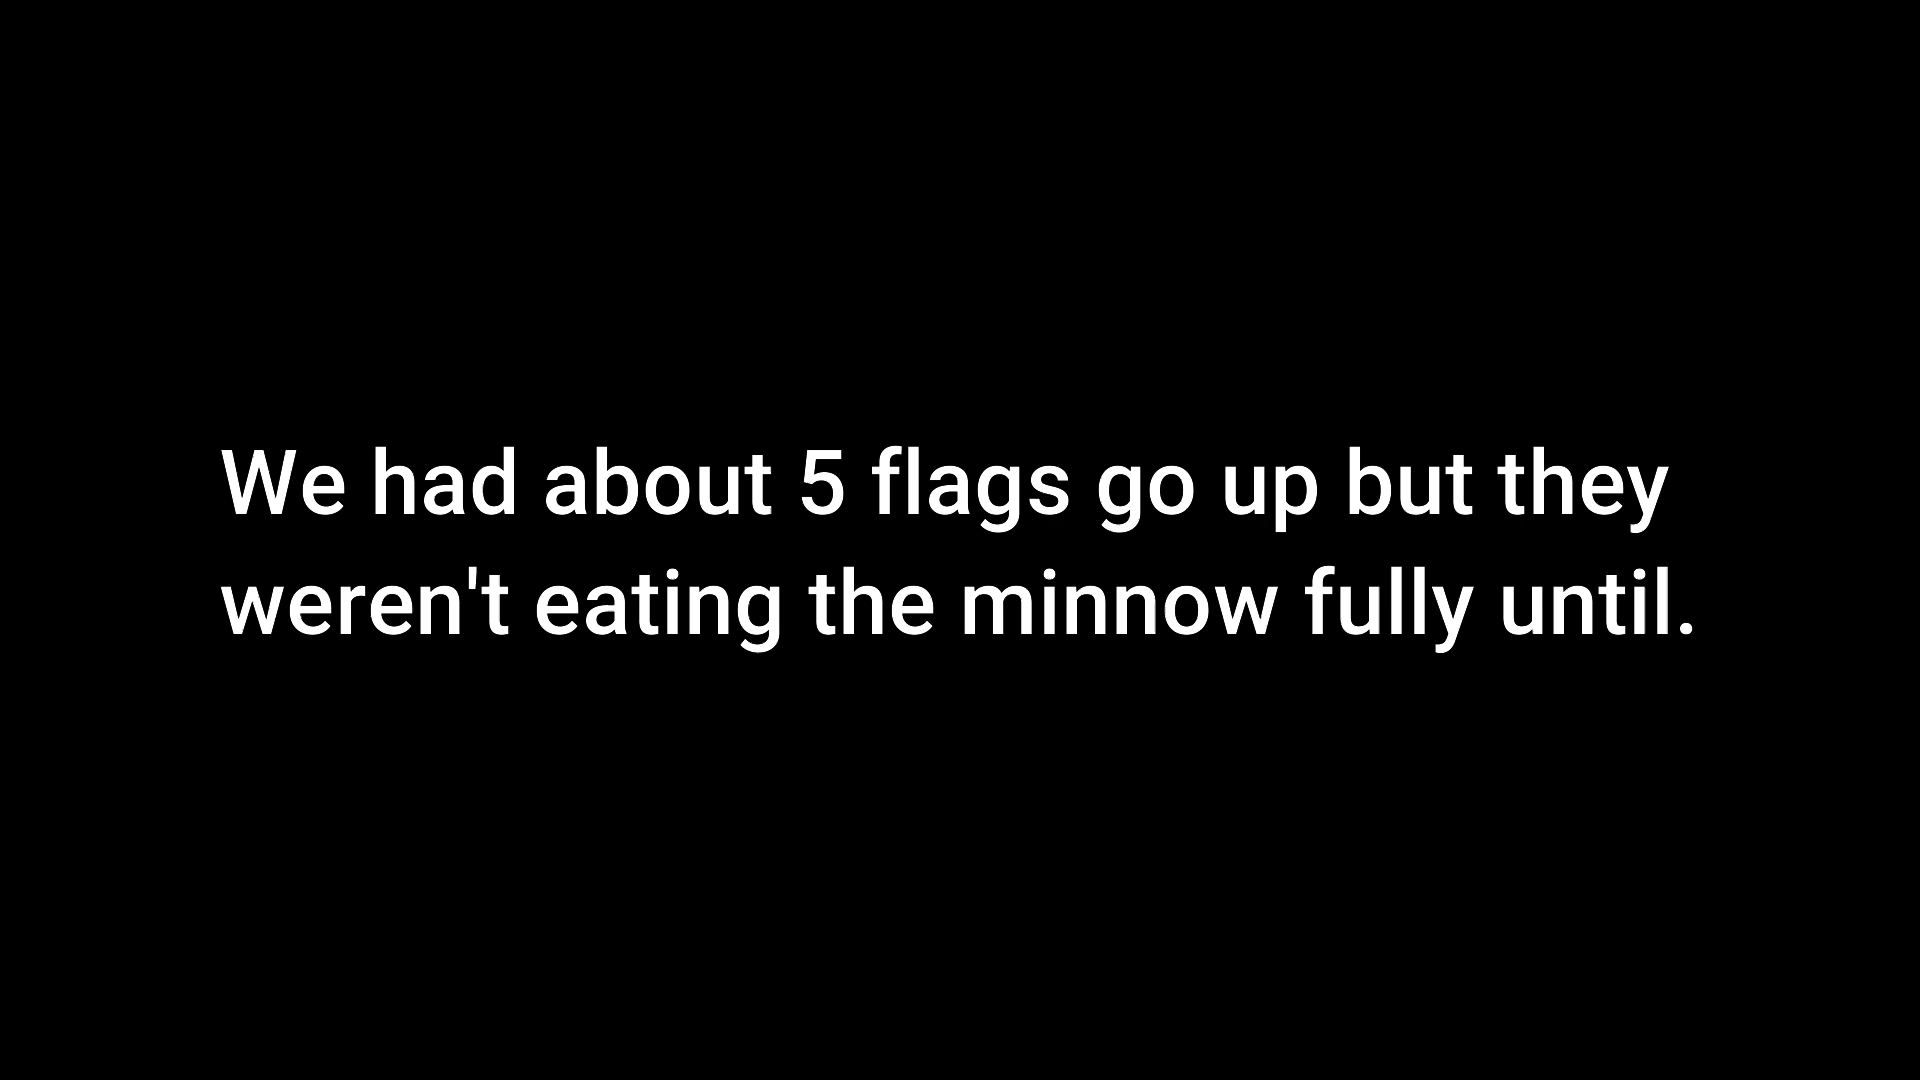 We had about 5 flags go up but they
weren't eating the minnow fully until.